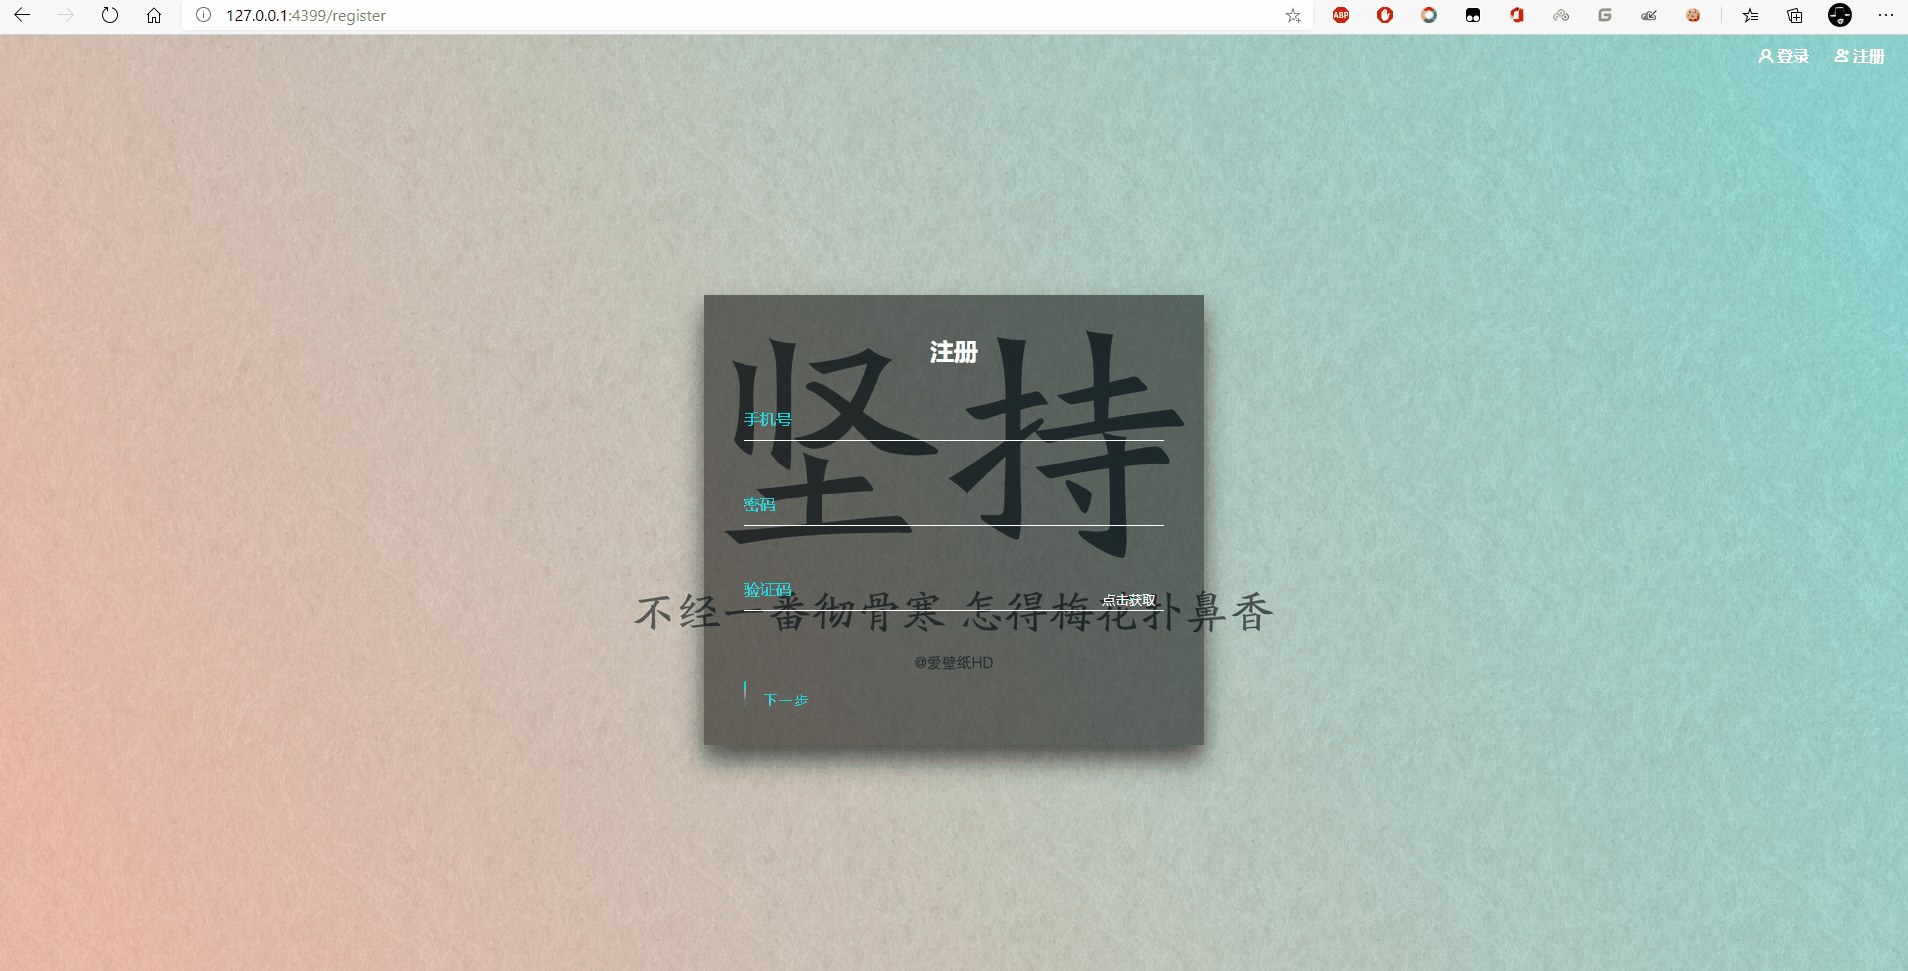 127.0.0.1:4399/register
ABP
登录
注册
注册
坚持
手机号
密码
验证码
点击获取
不经一番彻骨寒 怎得梅花扑鼻香
@爱壁纸HD
下一步